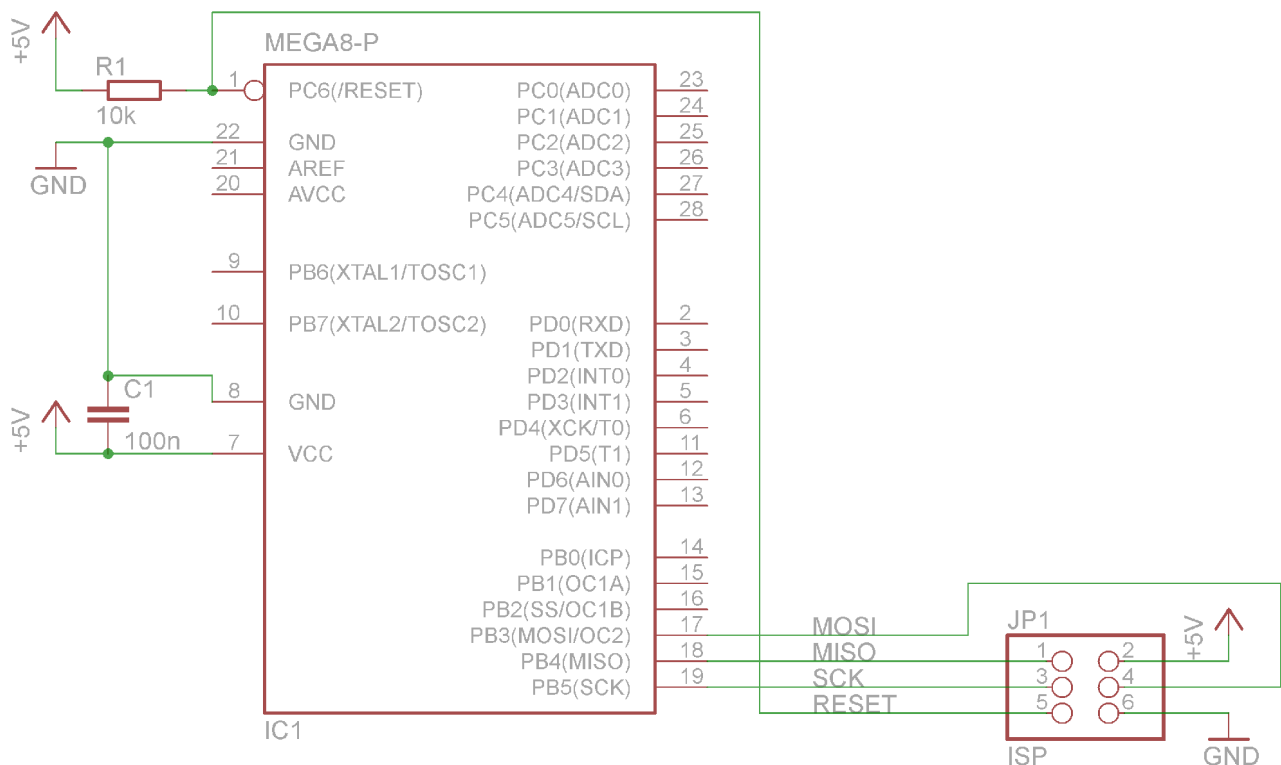 +5V
R1
10k
GND
+5V
C1
100n
MEGA8-P
1 PC6(/RESET)
22 GND
21 AREF
20 AVCC
9 PB6(XTAL1/TOSC1)
10 PB7(XTAL2/TOSC2)
8 GND
7 VCC
PC0(ADC0) 23
PC1(ADC1) 24
PC2(ADC2) 25
PC3(ADC3) 26
PC4(ADC4/SDA) 27
PC5(ADC5/SCL) 28
PD0(RXD) 2
PD1(TXD) 3
PD2(INT0) 4
PD3(INT1) 5
PD4(XCK/T0) 6
PD5(T1) 11
PD6(AIN0) 12
PD7(AIN1) 13
PB0(ICP) 14
PB1(OC1A) 15
PB2(SS/OC1B) 16
PB3(MOSI/OC2) 17
PB4(MISO) 18
PB5(SCK) 19
IC1
MOSI
MISO
SCK
RESET
JP1
1 2
3 4
5 6
ISP
+5V
GND